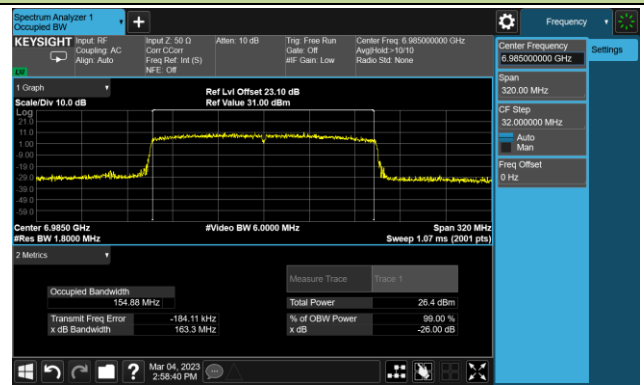 Spectrum Analyzer 1
Occupied BW
Frequency
KEYSIGHT Input: RF
Coupling: AC
Align: Auto
Input Z: 50 Ω
Corr CCorr
Freq Ref: Int (S)
NFE: Off
Atten: 10 dB
Trig: Free Run
Gate: Off
#IF Gain: Low
Center Freq: 6.985000000 GHz
Avg|Hold:>10/10
Radio Std: None
Center Frequency
6.985000000 GHz
Settings
Span
320.00 MHz
CF Step
32.000000 MHz
Auto
Man
Freq Offset
0 Hz
1 Graph
Scale/Div 10.0 dB
Ref Lvl Offset 23.10 dB
Ref Value 31.00 dBm
Log
21.0
11.0
1.00
-9.00
-19.0
-29.0
-39.0
-49.0
-59.0
Center 6.9850 GHz
#Res BW 1.8000 MHz
#Video BW 6.0000 MHz
Span 320 MHz
Sweep 1.07 ms (2001 pts)
2 Metrics
Measure Trace
Trace 1
Occupied Bandwidth
154.88 MHz
Total Power
26.4 dBm
Transmit Freq Error
-184.11 kHz
% of OBW Power
99.00 %
x dB Bandwidth
163.3 MHz
x dB
-26.00 dB
Mar 04, 2023
2:58:40 PM